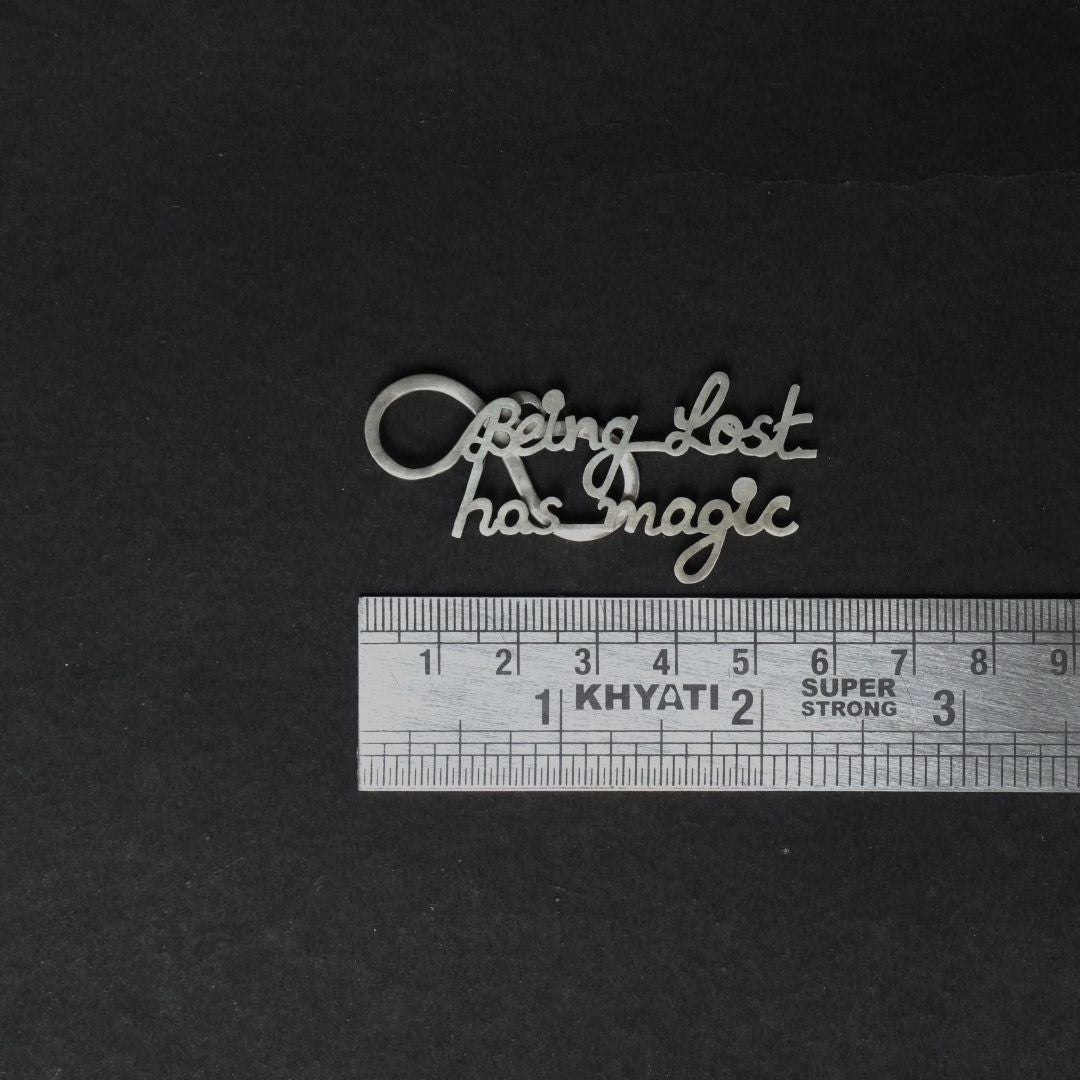 Being Lost
has magic
1 2 3 4 5 6 7 8 9
1 KHYATI 2 SUPER STRONG 3